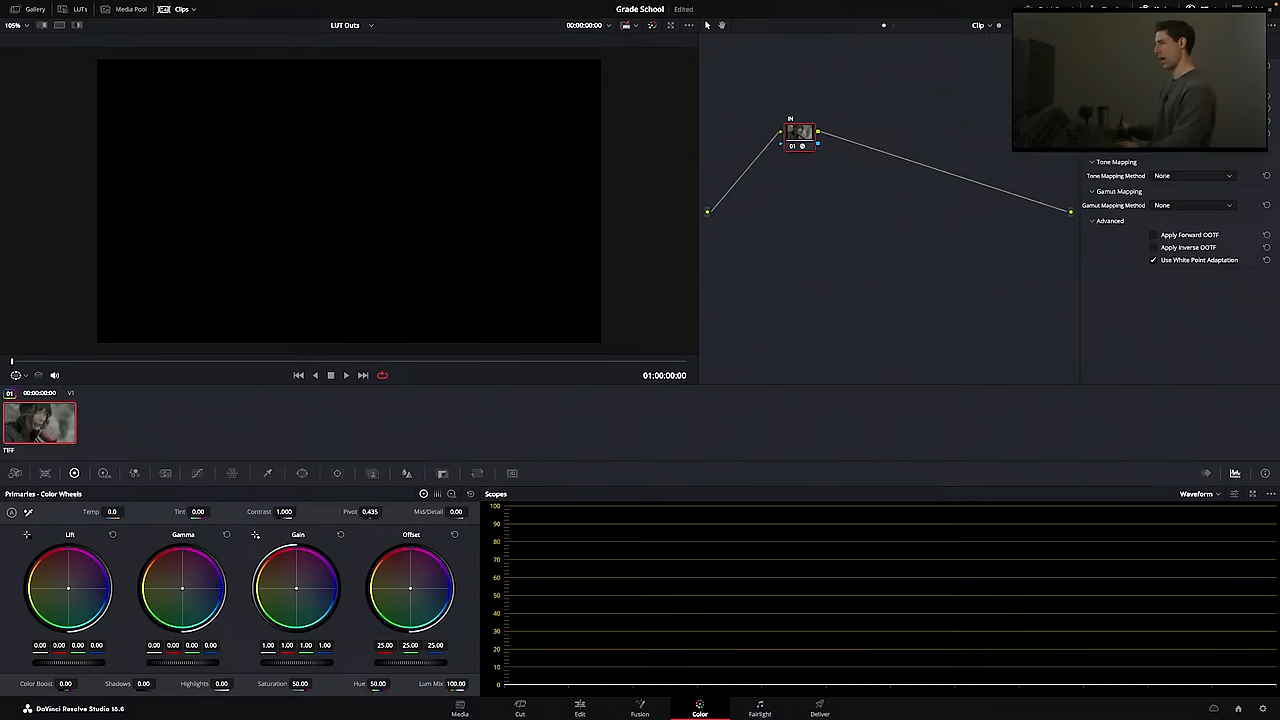 Gallery LUTs Media Pool Clips Grade School Edited
105% LUT Outs 00:00:00:00 Clip
IN
01
Tone Mapping
Tone Mapping Method None
Gamut Mapping
Gamut Mapping Method None
Advanced
Apply Forward OOTF
Apply Inverse OOTF
Use White Point Adaptation
01:00:00:00
01 00:00:00:00 V1
TIFF
Primaries - Color Wheels Scopes Waveform
Temp 0.0 Tint 0.00 Contrast 1.000 Pivot 0.435 Mid/Detail 0.00
Lift Gamma Gain Offset
0.00 0.00 0.00 0.00 0.00 0.00 0.00 0.00 1.00 1.00 1.00 1.00 25.00 25.00 25.00
Color Boost 0.00 Shadows 0.00 Highlights 0.00 Saturation 50.00 Hue 50.00 Lum Mix 100.00
100
90
80
70
60
50
40
30
20
10
0
DaVinci Resolve Studio 18.6 Media Cut Edit Fusion Color Fairlight Deliver